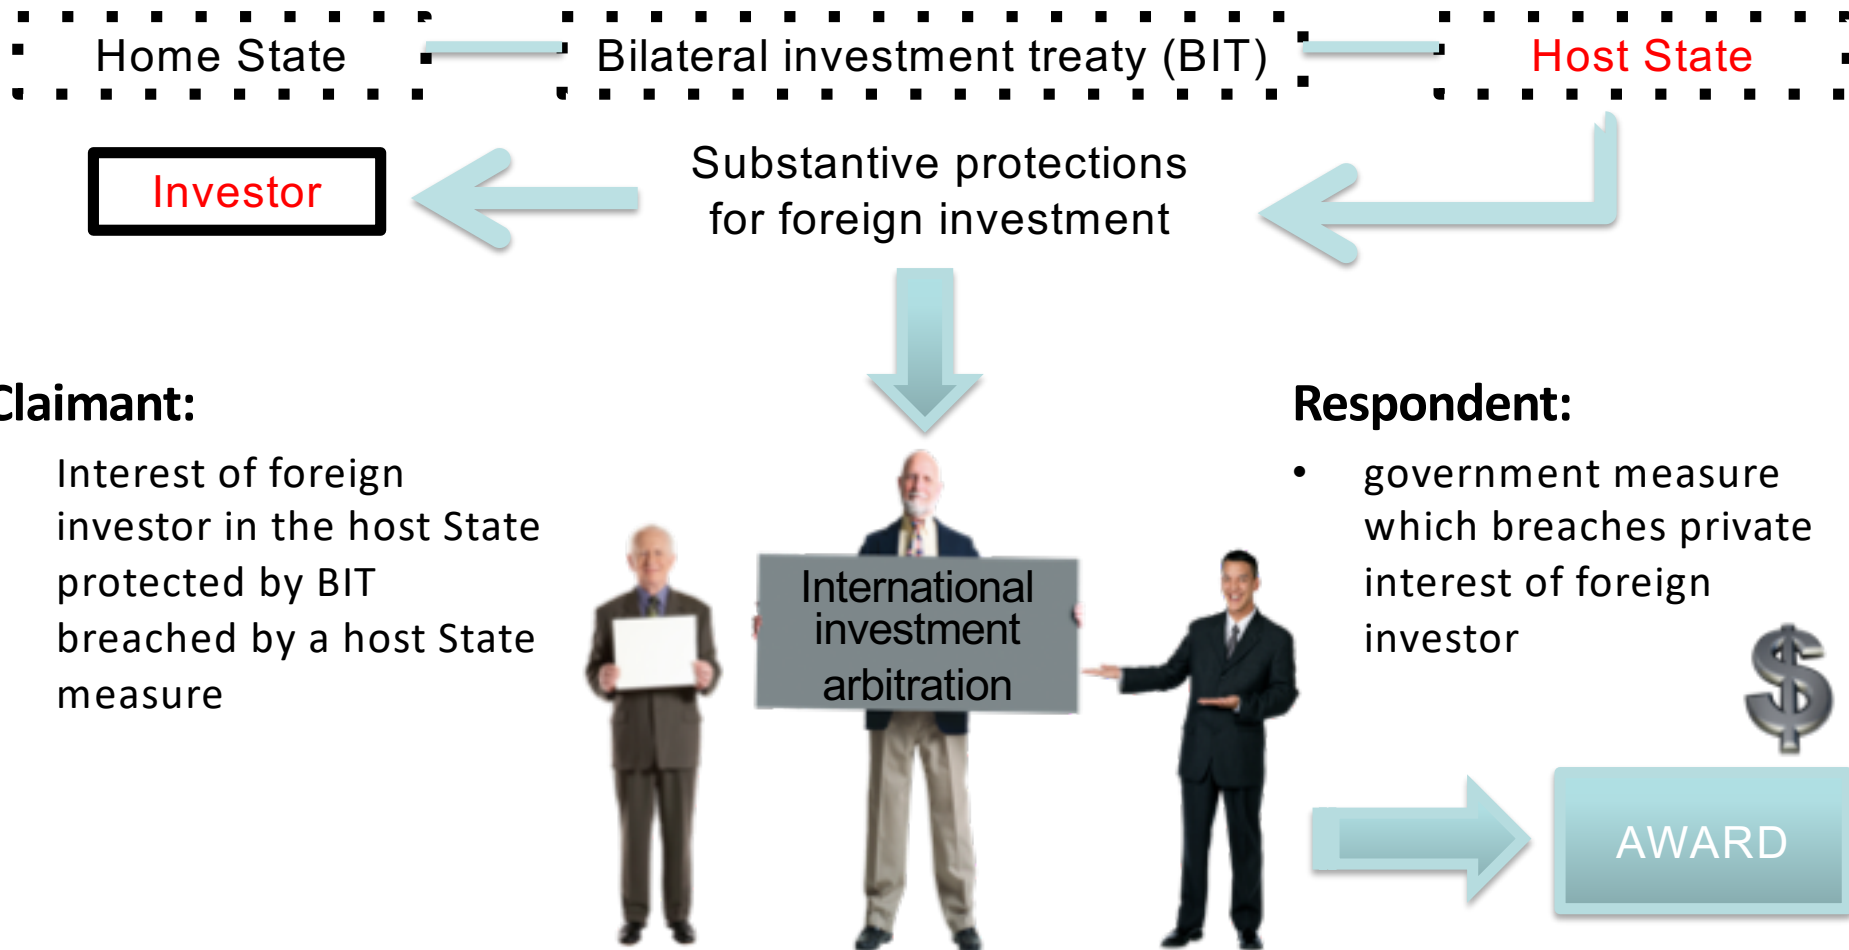 Home State
Bilateral investment treaty (BIT)
Host State
Investor
Substantive protections
for foreign investment
Claimant:
Interest of foreign
investor in the host State
protected by BIT
breached by a host State
measure
International
investment
arbitration
Respondent:
• government measure
which breaches private
interest of foreign
investor
$
AWARD